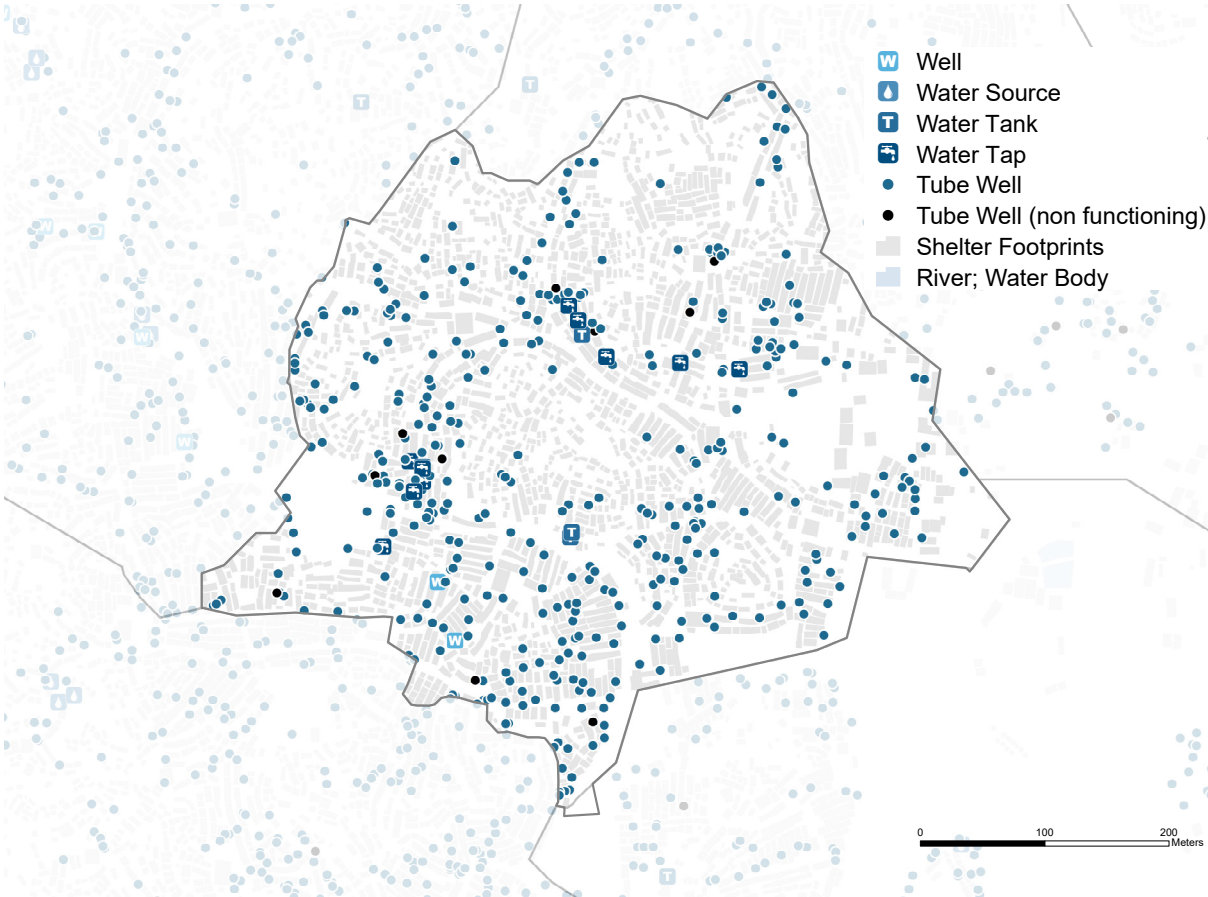 Well
Water Source
Water Tank
Water Tap
Tube Well
Tube Well (non functioning)
Shelter Footprints
River; Water Body
0 100 200
Meters